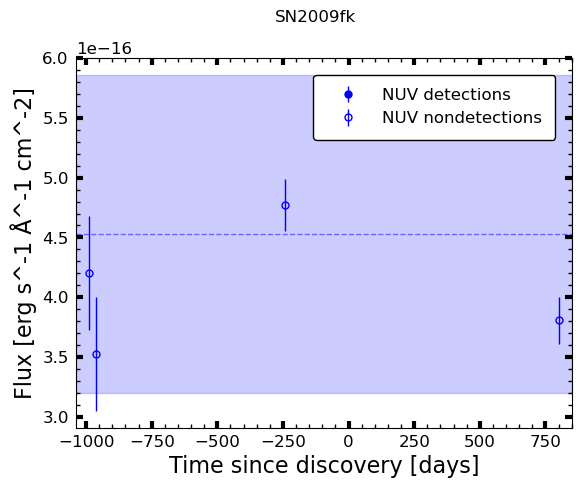 SN2009fk
1e−16
6.0
5.5
5.0
4.5
4.0
3.5
3.0
Flux [erg s^-1 Å^-1 cm^-2]
NUV detections
NUV nondetections
−1000 −750 −500 −250 0 250 500 750
Time since discovery [days]